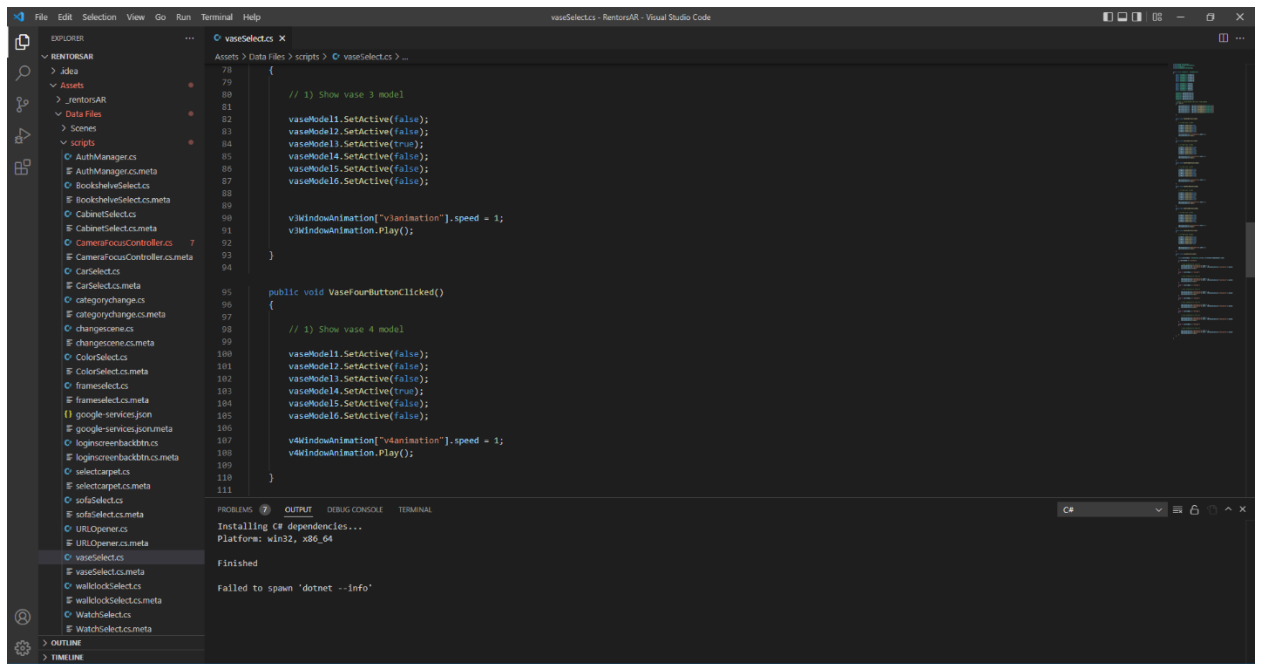 File Edit Selection View Go Run Terminal Help
vaseSelect.cs - RentorsAR - Visual Studio Code
EXPLORER
RENTORSAR
.idea
Assets
_rentorsAR
Data Files
Scenes
scripts
AuthManager.cs
AuthManager.cs.meta
BookshelveSelect.cs
BookshelveSelect.cs.meta
CabinetSelect.cs
CabinetSelect.cs.meta
CameraFocusController.cs 7
CameraFocusController.cs.meta
CarSelect.cs
CarSelect.cs.meta
categorychange.cs
categorychange.cs.meta
changescene.cs
changescene.cs.meta
ColorSelect.cs
ColorSelect.cs.meta
frameselect.cs
frameselect.cs.meta
google-services.json
google-services.json.meta
loginscreenbackbtn.cs
loginscreenbackbtn.cs.meta
selectcarpet.cs
selectcarpet.cs.meta
sofaSelect.cs
sofaSelect.cs.meta
URLOpener.cs
URLOpener.cs.meta
vaseSelect.cs
vaseSelect.cs.meta
wallclockSelect.cs
wallclockSelect.cs.meta
WatchSelect.cs
WatchSelect.cs.meta
OUTLINE
TIMELINE
vaseSelect.cs
Assets > Data Files > scripts > vaseSelect.cs > ...
78 {
79
80 // 1) Show vase 3 model
81
82 vaseModel1.SetActive(false);
83 vaseModel2.SetActive(false);
84 vaseModel3.SetActive(true);
85 vaseModel4.SetActive(false);
86 vaseModel5.SetActive(false);
87 vaseModel6.SetActive(false);
88
89
90 v3WindowAnimation["v3animation"].speed = 1;
91 v3WindowAnimation.Play();
92
93 }
94
95 public void VaseFourButtonClicked()
96 {
97
98 // 1) Show vase 4 model
99
100 vaseModel1.SetActive(false);
101 vaseModel2.SetActive(false);
102 vaseModel3.SetActive(false);
103 vaseModel4.SetActive(true);
104 vaseModel5.SetActive(false);
105 vaseModel6.SetActive(false);
106
107 v4WindowAnimation["v4animation"].speed = 1;
108 v4WindowAnimation.Play();
109
110 }
111
PROBLEMS 7 OUTPUT DEBUG CONSOLE TERMINAL
C#
Installing C# dependencies...
Platform: win32, x86_64
Finished
Failed to spawn 'dotnet --info'